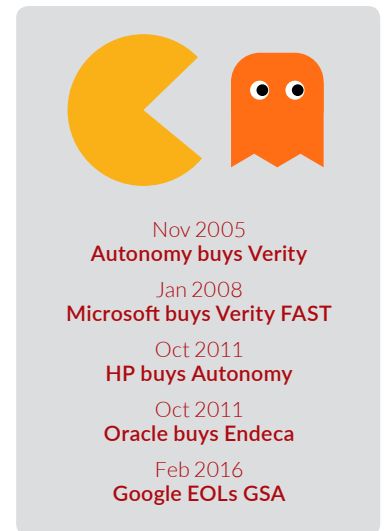 Nov 2005
Autonomy buys Verity
Jan 2008
Microsoft buys Verity FAST
Oct 2011
HP buys Autonomy
Oct 2011
Oracle buys Endeca
Feb 2016
Google EOLs GSA